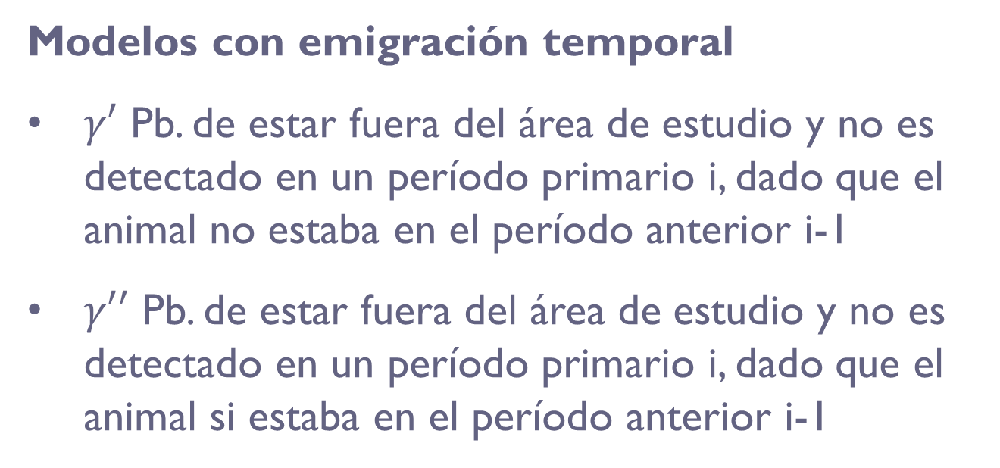 Modelos con emigración temporal
• γ′ Pb. de estar fuera del área de estudio y no es
detectado en un período primario i, dado que el
animal no estaba en el período anterior i-1
• γ′′ Pb. de estar fuera del área de estudio y no es
detectado en un período primario i, dado que el
animal si estaba en el período anterior i-1